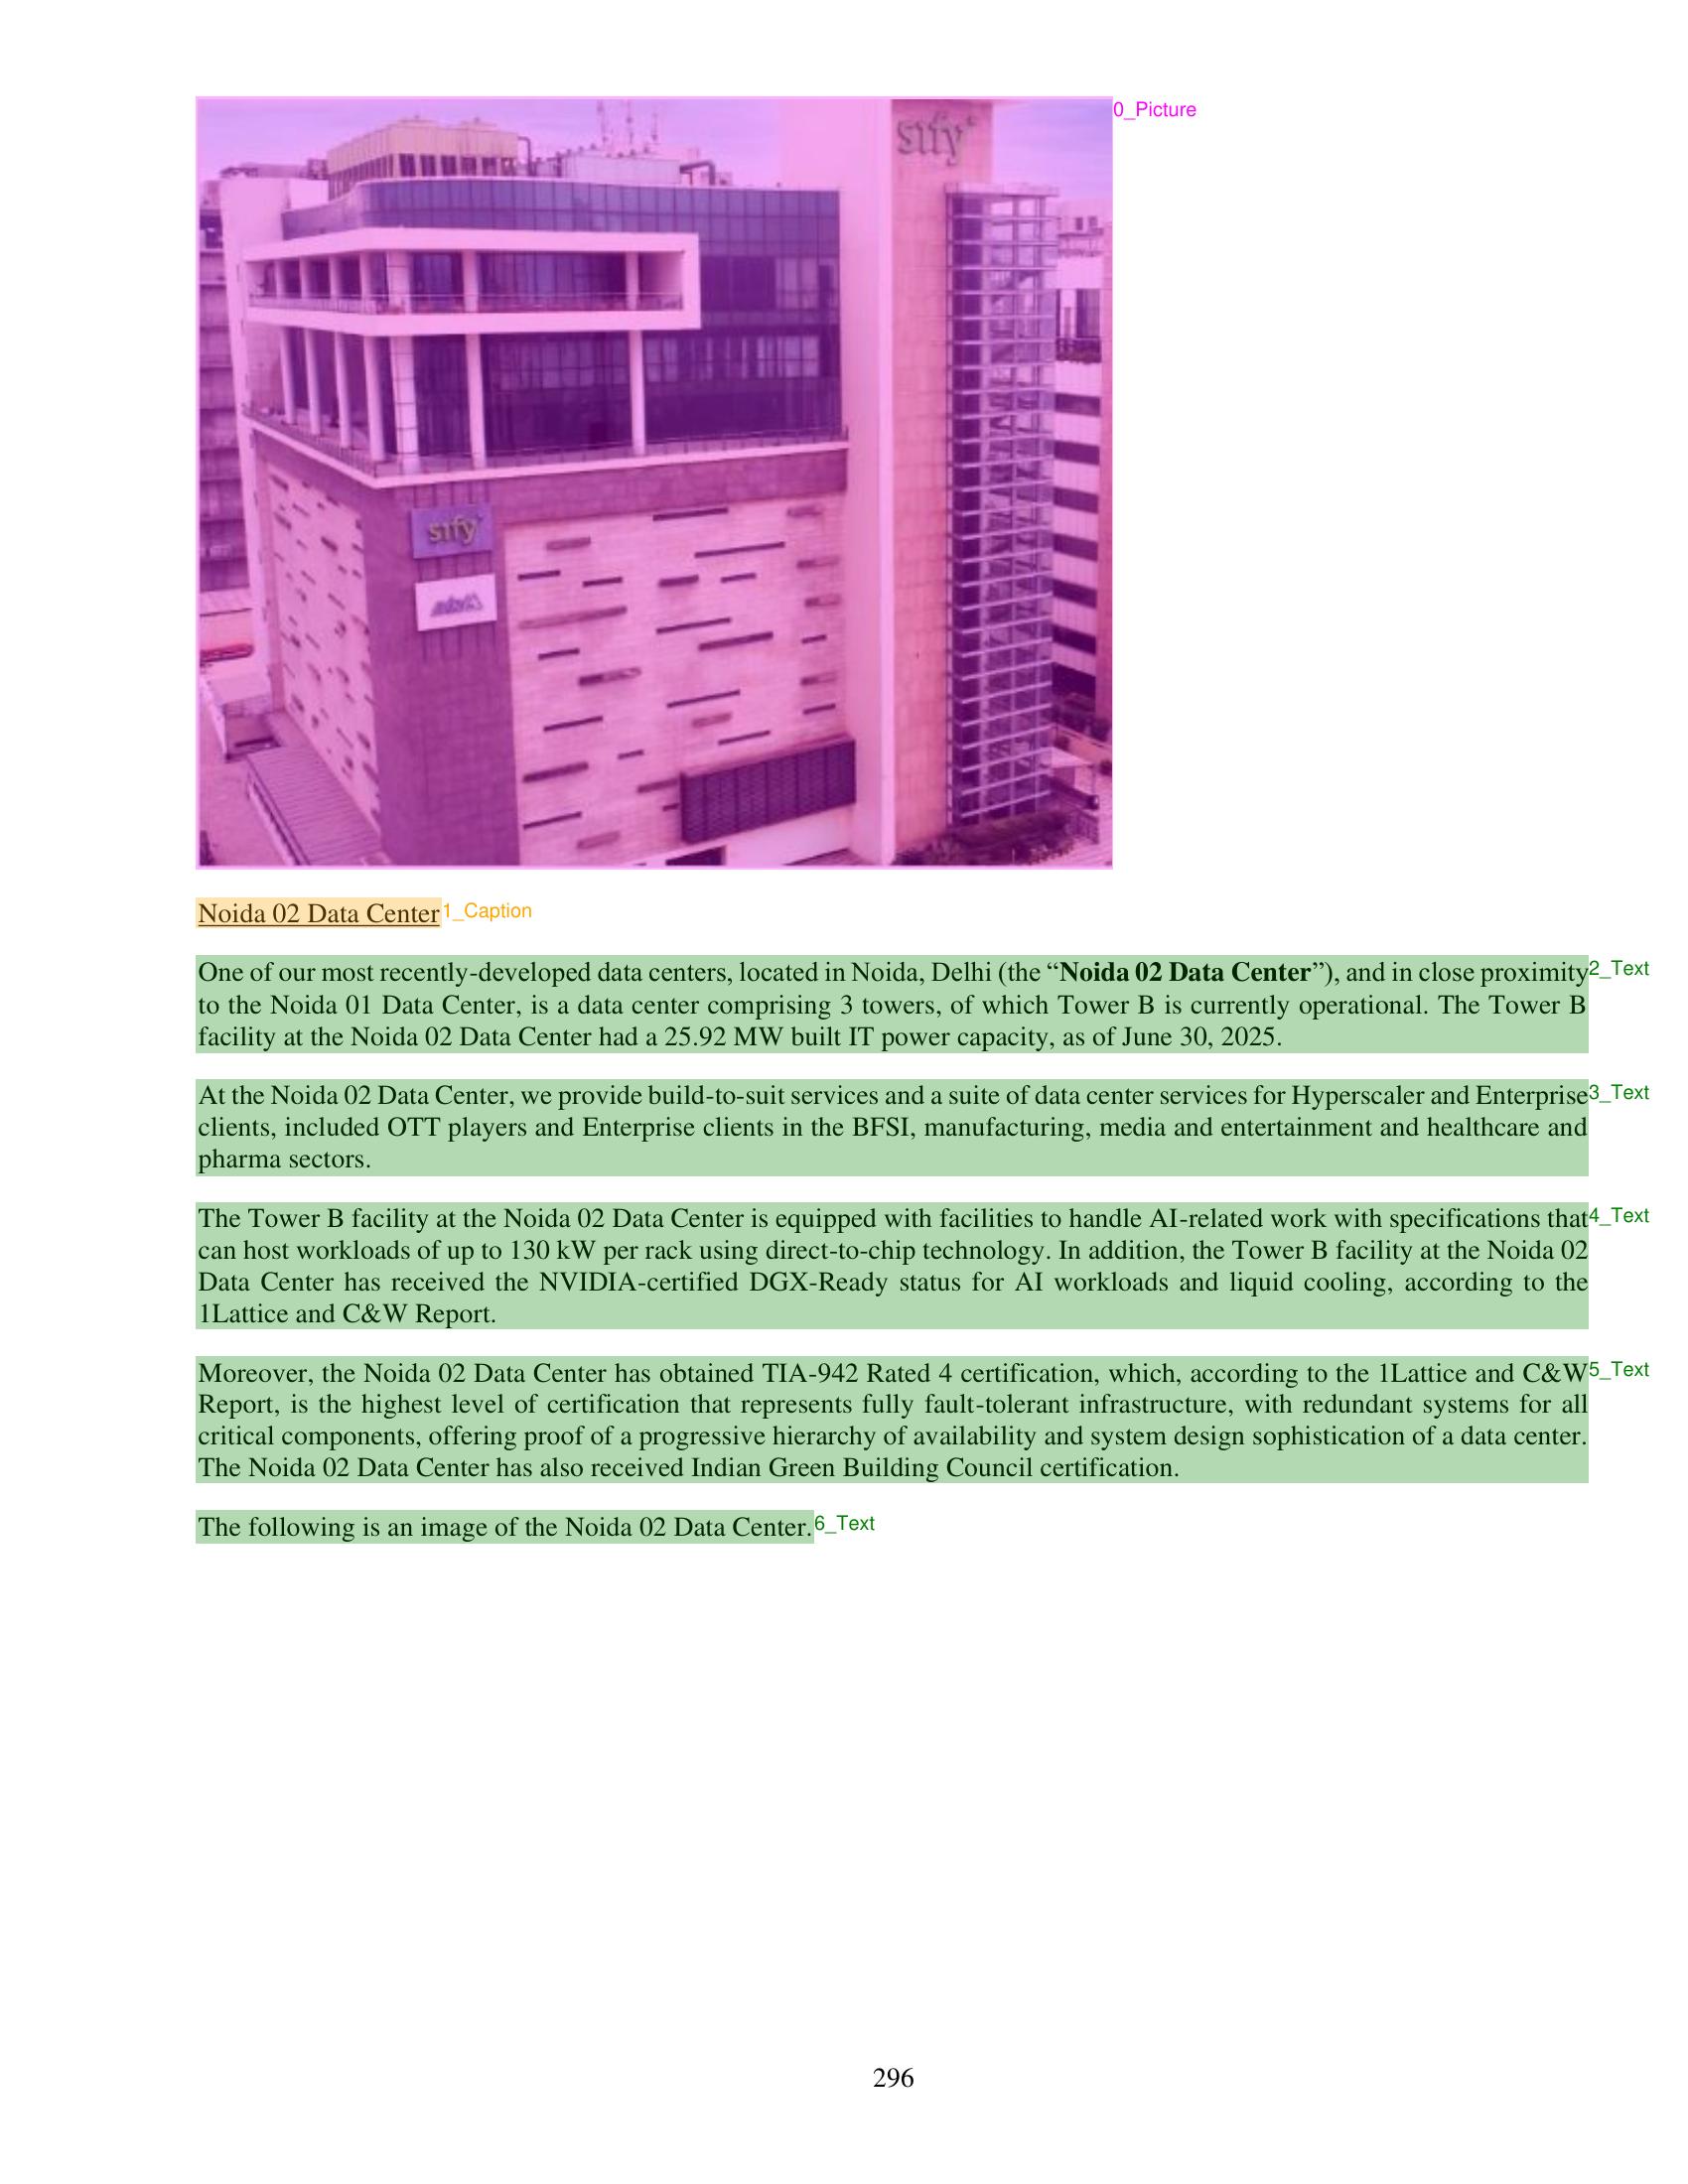 sify
sify
Noida 02 Data Center
One of our most recently-developed data centers, located in Noida, Delhi (the “Noida 02 Data Center”), and in close proximity
to the Noida 01 Data Center, is a data center comprising 3 towers, of which Tower B is currently operational. The Tower B
facility at the Noida 02 Data Center had a 25.92 MW built IT power capacity, as of June 30, 2025.
At the Noida 02 Data Center, we provide build-to-suit services and a suite of data center services for Hyperscaler and Enterprise
clients, included OTT players and Enterprise clients in the BFSI, manufacturing, media and entertainment and healthcare and
pharma sectors.
The Tower B facility at the Noida 02 Data Center is equipped with facilities to handle AI-related work with specifications that
can host workloads of up to 130 kW per rack using direct-to-chip technology. In addition, the Tower B facility at the Noida 02
Data Center has received the NVIDIA-certified DGX-Ready status for AI workloads and liquid cooling, according to the
1Lattice and C&W Report.
Moreover, the Noida 02 Data Center has obtained TIA-942 Rated 4 certification, which, according to the 1Lattice and C&W
Report, is the highest level of certification that represents fully fault-tolerant infrastructure, with redundant systems for all
critical components, offering proof of a progressive hierarchy of availability and system design sophistication of a data center.
The Noida 02 Data Center has also received Indian Green Building Council certification.
The following is an image of the Noida 02 Data Center.
0_Picture
1_Caption
2_Text
3_Text
4_Text
5_Text
6_Text
296